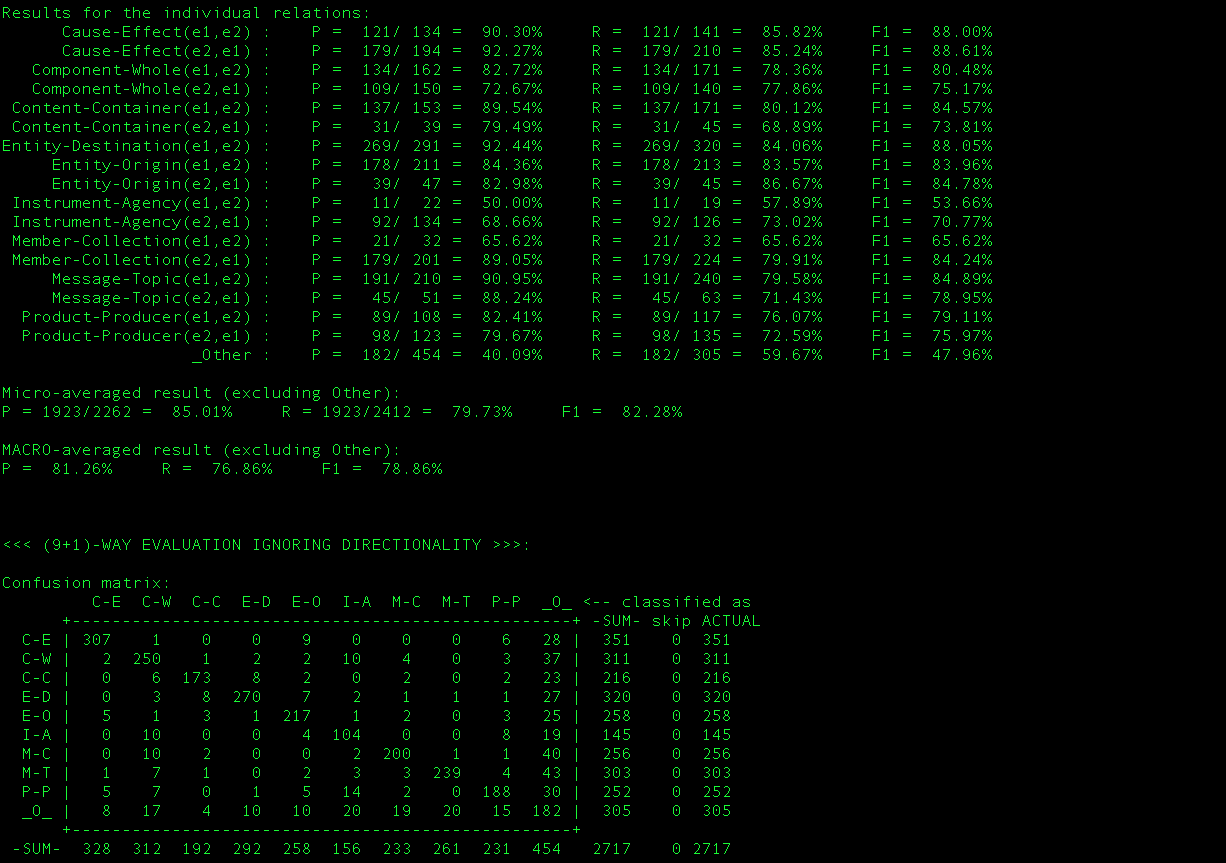 Results for the individual relations:
      Cause-Effect(e1,e2) :    P =  121/ 134 =  90.30%     R =  121/ 141 =  85.82%     F1 =  88.00%
      Cause-Effect(e2,e1) :    P =  179/ 194 =  92.27%     R =  179/ 210 =  85.24%     F1 =  88.61%
   Component-Whole(e1,e2) :    P =  134/ 162 =  82.72%     R =  134/ 171 =  78.36%     F1 =  80.48%
   Component-Whole(e2,e1) :    P =  109/ 150 =  72.67%     R =  109/ 140 =  77.86%     F1 =  75.17%
 Content-Container(e1,e2) :    P =  137/ 153 =  89.54%     R =  137/ 171 =  80.12%     F1 =  84.57%
 Content-Container(e2,e1) :    P =   31/  39 =  79.49%     R =   31/  45 =  68.89%     F1 =  73.81%
Entity-Destination(e1,e2) :    P =  269/ 291 =  92.44%     R =  269/ 320 =  84.06%     F1 =  88.05%
     Entity-Origin(e1,e2) :    P =  178/ 211 =  84.36%     R =  178/ 213 =  83.57%     F1 =  83.96%
     Entity-Origin(e2,e1) :    P =   39/  47 =  82.98%     R =   39/  45 =  86.67%     F1 =  84.78%
 Instrument-Agency(e1,e2) :    P =   11/  22 =  50.00%     R =   11/  19 =  57.89%     F1 =  53.66%
 Instrument-Agency(e2,e1) :    P =   92/ 134 =  68.66%     R =   92/ 126 =  73.02%     F1 =  70.77%
 Member-Collection(e1,e2) :    P =   21/  32 =  65.62%     R =   21/  32 =  65.62%     F1 =  65.62%
 Member-Collection(e2,e1) :    P =  179/ 201 =  89.05%     R =  179/ 224 =  79.91%     F1 =  84.24%
     Message-Topic(e1,e2) :    P =  191/ 210 =  90.95%     R =  191/ 240 =  79.58%     F1 =  84.89%
     Message-Topic(e2,e1) :    P =   45/  51 =  88.24%     R =   45/  63 =  71.43%     F1 =  78.95%
  Product-Producer(e1,e2) :    P =   89/ 108 =  82.41%     R =   89/ 117 =  76.07%     F1 =  79.11%
  Product-Producer(e2,e1) :    P =   98/ 123 =  79.67%     R =   98/ 135 =  72.59%     F1 =  75.97%
                   _Other :    P =  182/ 454 =  40.09%     R =  182/ 305 =  59.67%     F1 =  47.96%
Micro-averaged result (excluding Other):
P = 1923/2262 =  85.01%     R = 1923/2412 =  79.73%     F1 =  82.28%
MACRO-averaged result (excluding Other):
P =  81.26%     R =  76.86%     F1 =  78.86%
<<< (9+1)-WAY EVALUATION IGNORING DIRECTIONALITY >>>:
Confusion matrix:
         C-E  C-W  C-C  E-D  E-O  I-A  M-C  M-T  P-P  _O_ <-- classified as
      +--------------------------------------------------+ -SUM- skip ACTUAL
  C-E | 307    1    0    0    9    0    0    0    6   28 |  351    0  351
  C-W |   2  250    1    2    2   10    4    0    3   37 |  311    0  311
  C-C |   0    6  173    8    2    0    2    0    2   23 |  216    0  216
  E-D |   0    3    8  270    7    2    1    1    1   27 |  320    0  320
  E-O |   5    1    3    1  217    1    2    0    3   25 |  258    0  258
  I-A |   0   10    0    0    4  104    0    0    8   19 |  145    0  145
  M-C |   0   10    2    0    0    2  200    1    1   40 |  256    0  256
  M-T |   1    7    1    0    2    3    3  239    4   43 |  303    0  303
  P-P |   5    7    0    1    5   14    2    0  188   30 |  252    0  252
  _O_ |   8   17    4   10   10   20   19   20   15  182 |  305    0  305
      +--------------------------------------------------+
 -SUM-  328  312  192  292  258  156  233  261  231  454   2717    0 2717